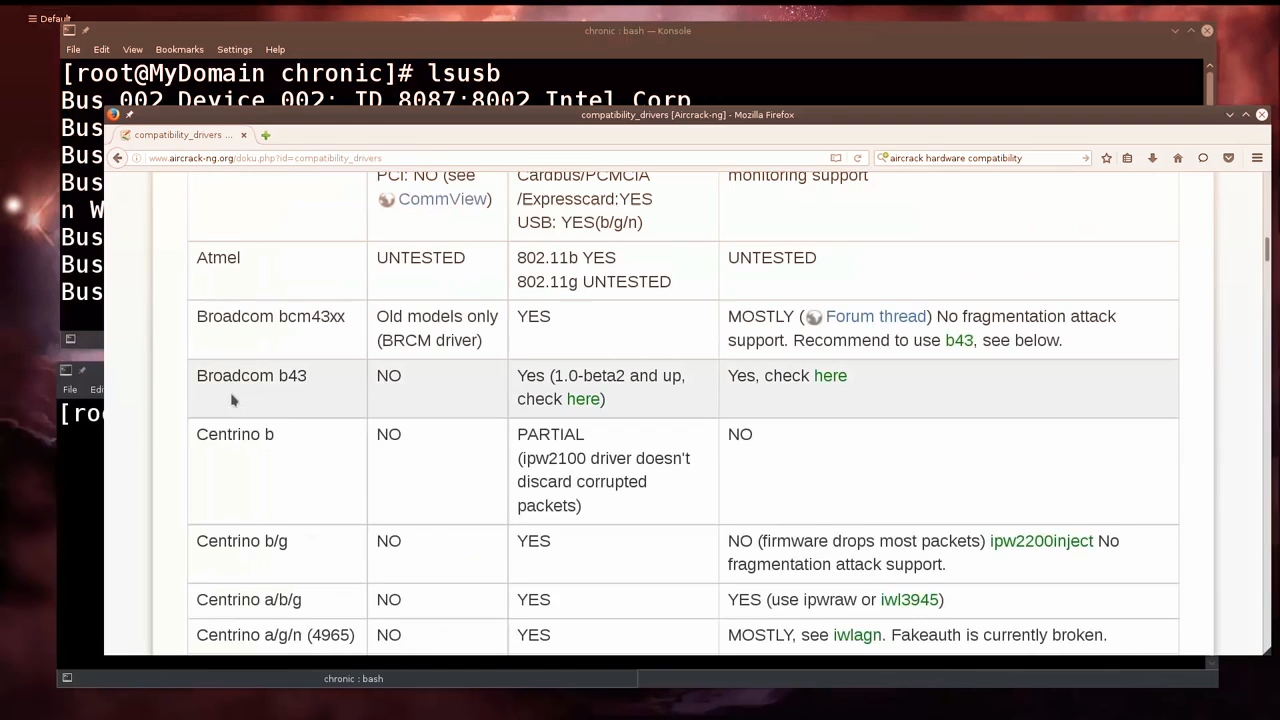 Default
chronic : bash — Konsole
File Edit View Bookmarks Settings Help
[root@MyDomain chronic]# lsusb
Bus 002 Device 002: ID 8087:8002 Intel Corp.
Bus
compatibility_drivers [Aircrack-ng] - Mozilla Firefox
compatibility_drivers ...
www.aircrack-ng.org/doku.php?id=compatibility_drivers
aircrack hardware compatibility
Bus
Bus
n W
Bus
Bus
Bus
File
[roo
PCI: NO (see
CommView)
Cardbus/PCMCIA
/Expresscard:YES
USB: YES(b/g/n)
monitoring support
Atmel
UNTESTED
802.11b YES
802.11g UNTESTED
UNTESTED
Broadcom bcm43xx
Old models only
(BRCM driver)
YES
MOSTLY (Forum thread) No fragmentation attack
support. Recommend to use b43, see below.
Broadcom b43
NO
Yes (1.0-beta2 and up,
check here)
Yes, check here
Centrino b
NO
PARTIAL
(ipw2100 driver doesn't
discard corrupted
packets)
NO
Centrino b/g
NO
YES
NO (firmware drops most packets) ipw2200inject No
fragmentation attack support.
Centrino a/b/g
NO
YES
YES (use ipwraw or iwl3945)
Centrino a/g/n (4965)
NO
YES
MOSTLY, see iwlagn. Fakeauth is currently broken.
chronic : bash